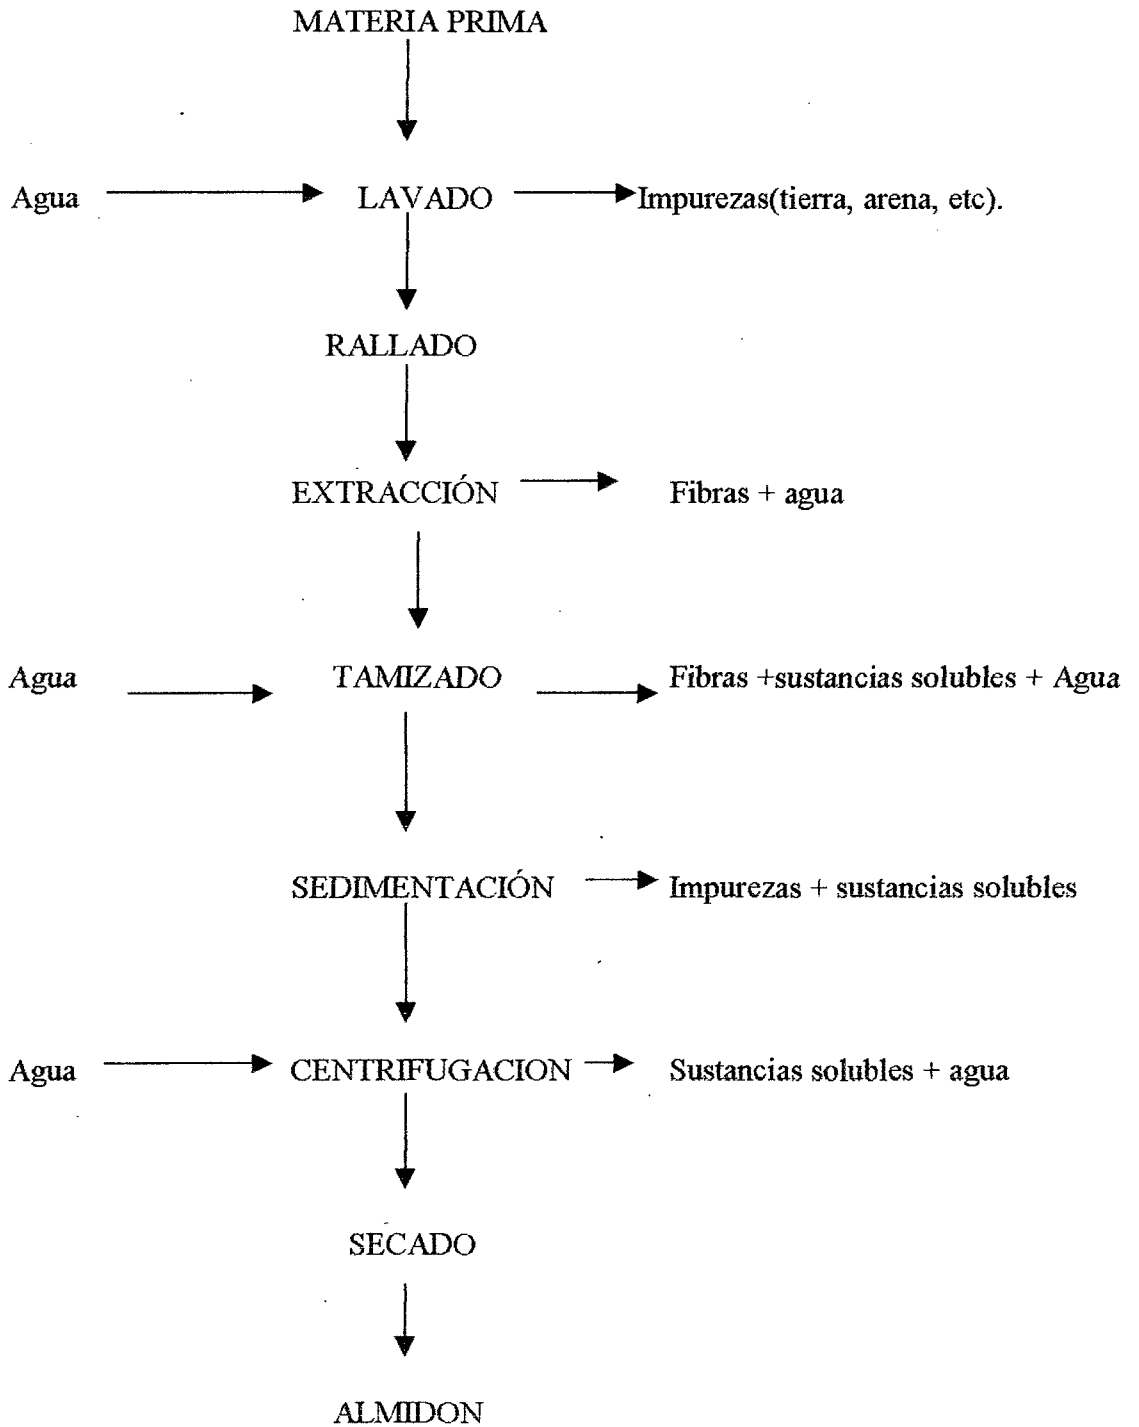 MATERIA PRIMA
Agua LAVADO Impurezas(tierra, arena, etc).
RALLADO
EXTRACCIÓN Fibras + agua
Agua TAMIZADO Fibras +sustancias solubles + Agua
SEDIMENTACIÓN Impurezas + sustancias solubles
Agua CENTRIFUGACION Sustancias solubles + agua
SECADO
ALMIDON